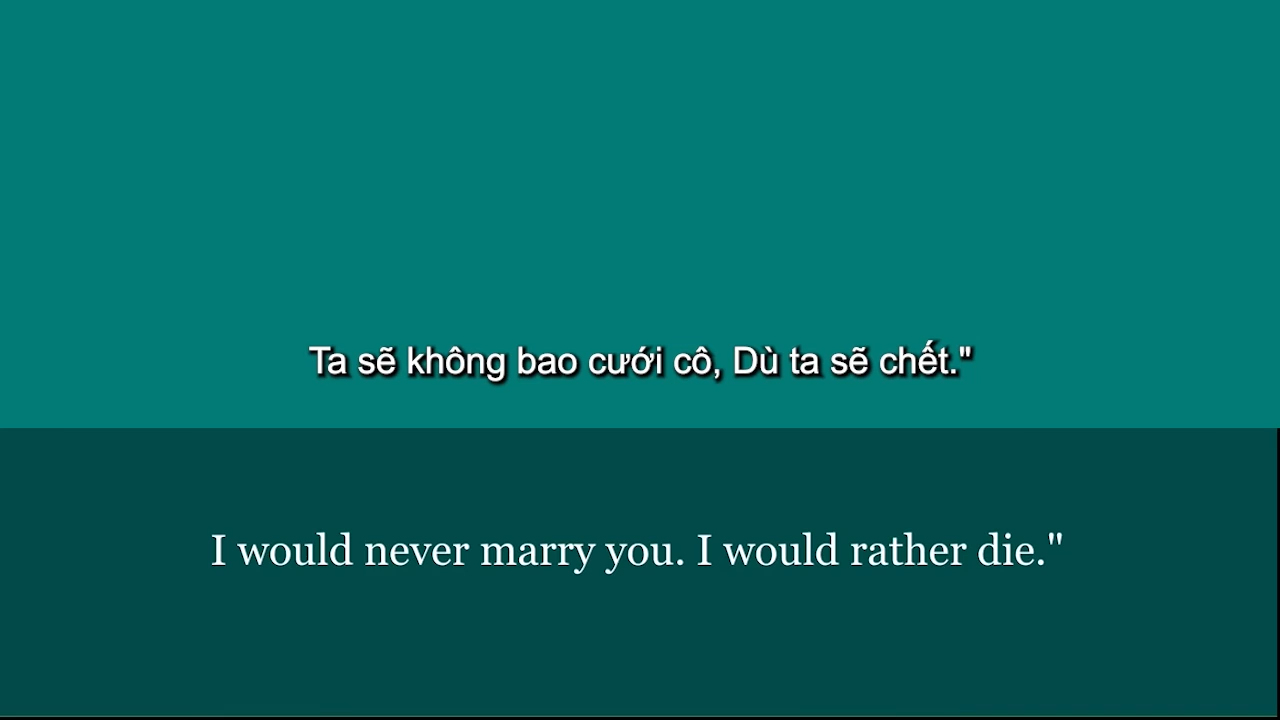 Ta sẽ không bao cưới cô, Dù ta sẽ chết."
I would never marry you. I would rather die."